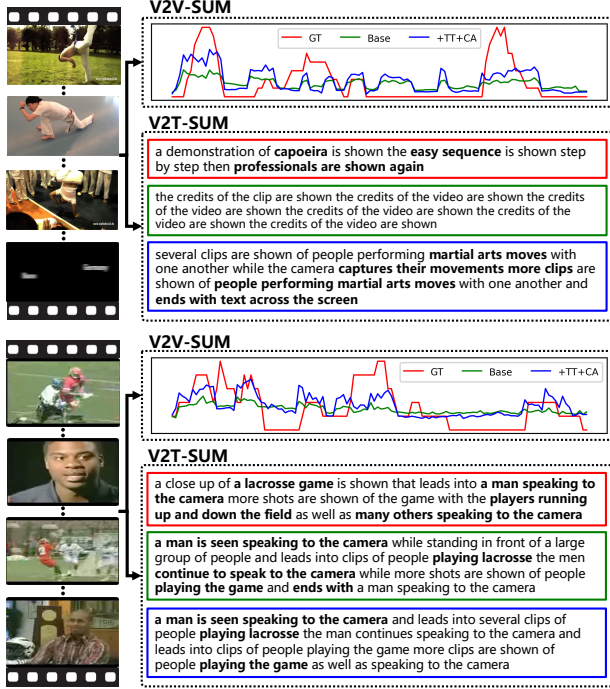 V2V-SUM
GT
Base
+TT+CA
V2T-SUM
a demonstration of capoeira is shown the easy sequence is shown step
by step then professionals are shown again
the credits of the clip are shown the credits of the video are shown the credits
of the video are shown the credits of the video are shown the credits of the
video are shown the credits of the video are shown
several clips are shown of people performing martial arts moves with
one another while the camera captures their movements more clips are
shown of people performing martial arts moves with one another and
ends with text across the screen
V2V-SUM
GT
Base
+TT+CA
V2T-SUM
a close up of a lacrosse game is shown that leads into a man speaking to
the camera more shots are shown of the game with the players running
up and down the field as well as many others speaking to the camera
a man is seen speaking to the camera while standing in front of a large
group of people and leads into clips of people playing lacrosse the men
continue to speak to the camera while more shots are shown of people
playing the game and ends with a man speaking to the camera
a man is seen speaking to the camera and leads into several clips of
people playing lacrosse the man continues speaking to the camera and
leads into clips of people playing the game more clips are shown of
people playing the game as well as speaking to the camera